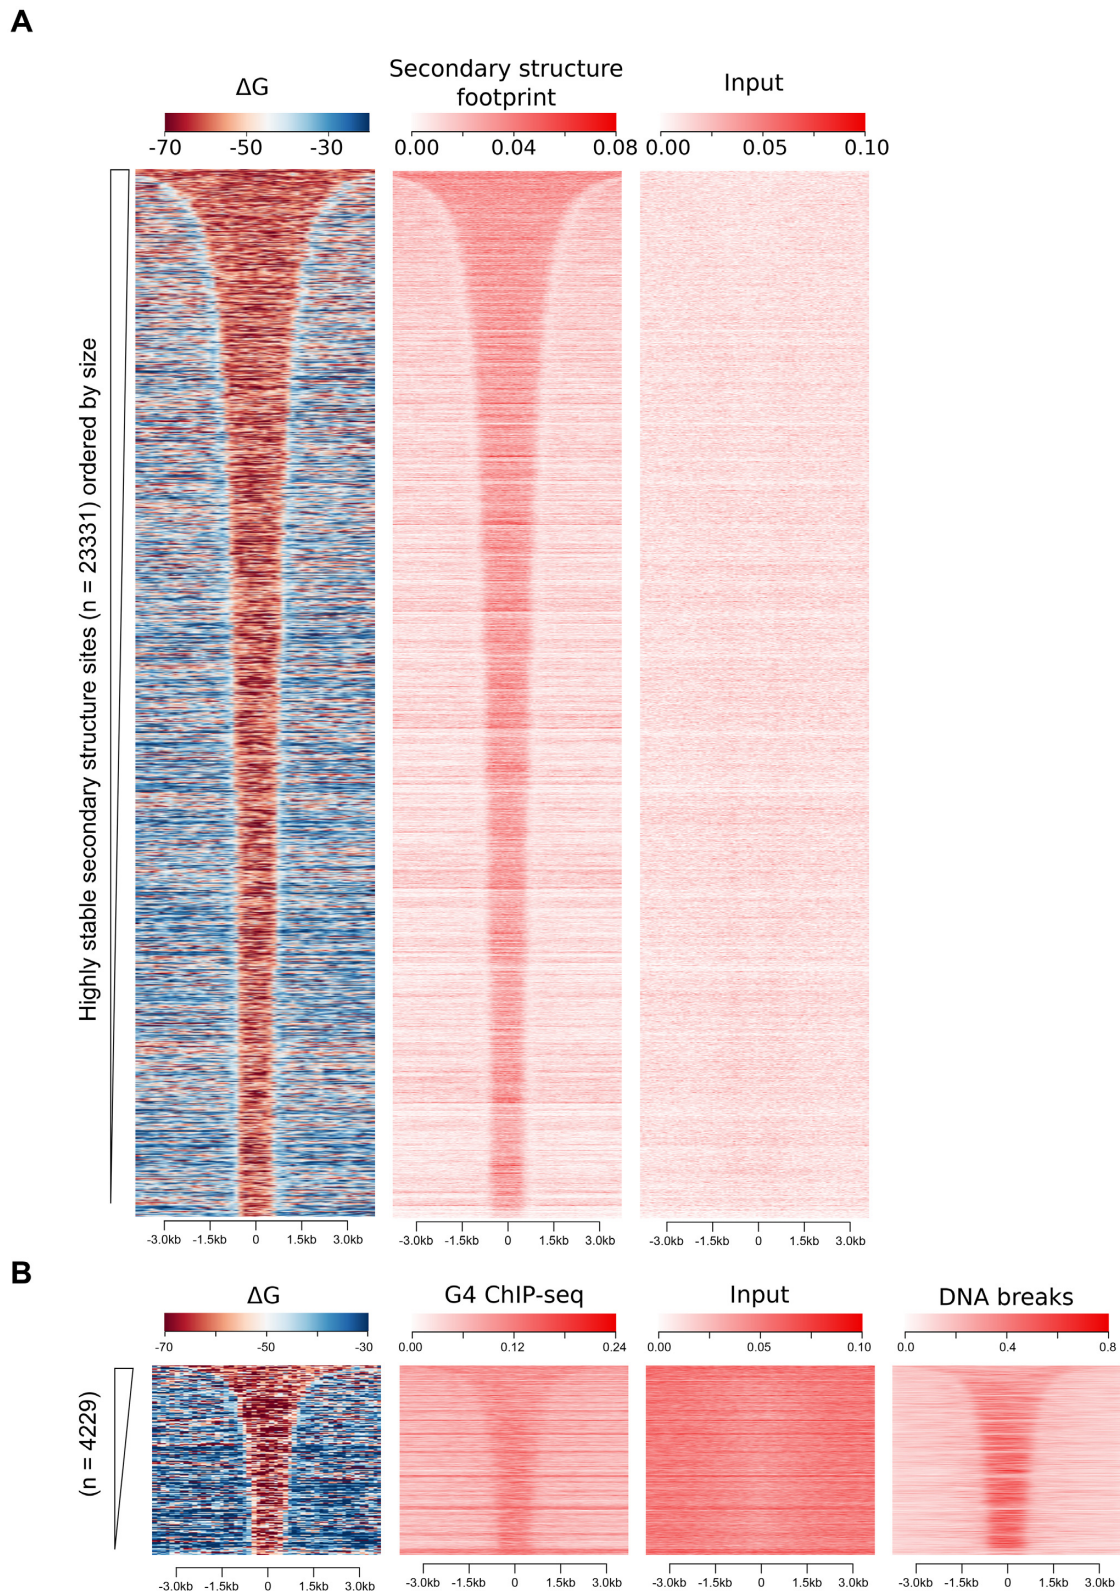 A
ΔG
Secondary structure
footprint
Input
-70 -50 -30
0.00 0.04 0.08
0.00 0.05 0.10
Highly stable secondary structure sites (n = 23331) ordered by size
-3.0kb -1.5kb 0 1.5kb 3.0kb
-3.0kb -1.5kb 0 1.5kb 3.0kb
-3.0kb -1.5kb 0 1.5kb 3.0kb
B
ΔG
G4 ChIP-seq
Input
DNA breaks
-70 -50 -30
0.00 0.12 0.24
0.00 0.05 0.10
0.0 0.4 0.8
(n = 4229)
-3.0kb -1.5kb 0 1.5kb 3.0kb
-3.0kb -1.5kb 0 1.5kb 3.0kb
-3.0kb -1.5kb 0 1.5kb 3.0kb
-3.0kb -1.5kb 0 1.5kb 3.0kb